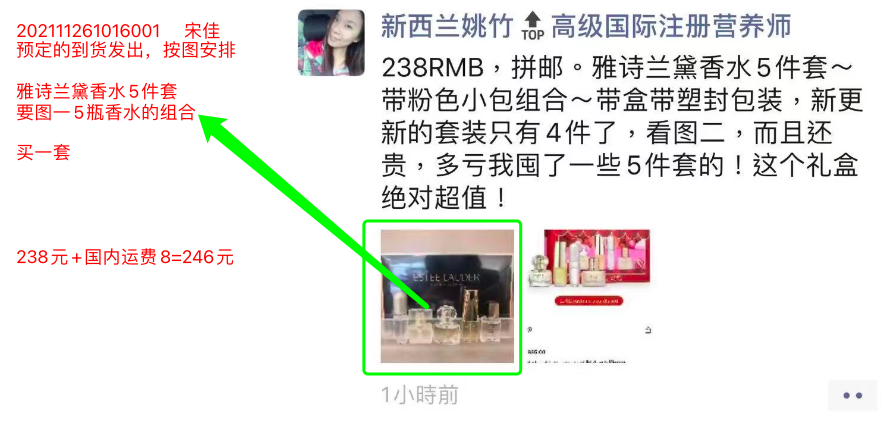 202111261016001 宋佳
预定的到货发出，按图安排
雅诗兰黛香水5件套
要图一5瓶香水的组合
买一套
238元+国内运费8=246元
新西兰姚竹 TOP 高级国际注册营养师
238RMB，拼邮。雅诗兰黛香水5件套～
带粉色小包组合～带盒带塑封包装，新更
新的套装只有4件了，看图二，而且还
贵，多亏我囤了一些5件套的！这个礼盒
绝对超值！
ESTEE LAUDER
1小時前